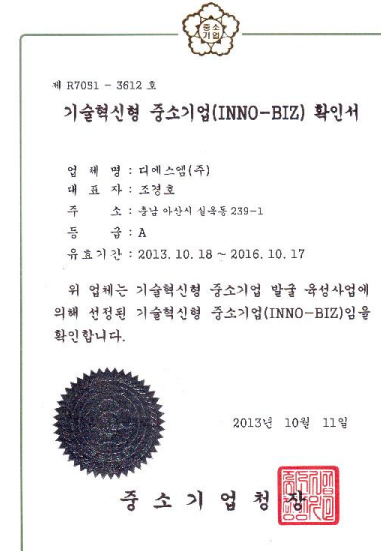 중소
기업
제 R7051 - 3612 호
기술혁신형 중소기업(INNO-BIZ) 확인서
업 체 명 : 디에스엠(주)
대 표 자 : 조경호
주 소 : 충남 아산시 실옥동 239-1
등 급 : A
유효기간 : 2013. 10. 18 ~ 2016. 10. 17
위 업체는 기술혁신형 중소기업 발굴 육성사업에
의해 선정된 기술혁신형 중소기업(INNO-BIZ)임을
확인합니다.
2013년 10월 11일
중 소 기 업 청 장